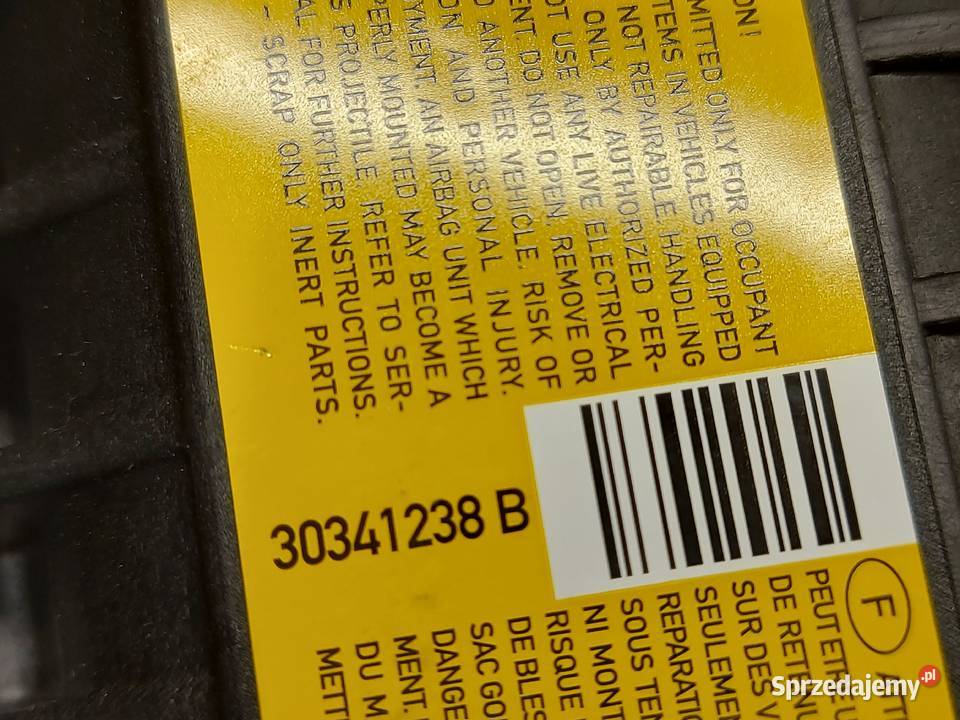 ON!
MITTED ONLY FOR OCCUPANT
TEMS IN VEHICLES EQUIPPED
NOT REPAIRABLE, HANDLING
ONLY BY AUTHORIZED PER-
OT USE ANY LIVE ELECTRICAL
ENT. DO NOT OPEN, REMOVE OR
O ANOTHER VEHICLE. RISK OF
ON AND PERSONAL INJURY.
YMENT. AN AIRBAG UNIT WHICH
PERLY MOUNTED MAY BECOME A
S PROJECTILE. REFER TO SER-
AL FOR FURTHER INSTRUCTIONS.
- SCRAP ONLY INERT PARTS.
30341238 B
F
ATT
PEUT ETRE U
DE RETENU
SUR DES V
SEULEMEN
REPARATIO
SOUS TEN
NI MONT
RISQUE
DE BLES
SAC GO
DANGE
MENT.
DU M
METT
Sprzedajemy.pl